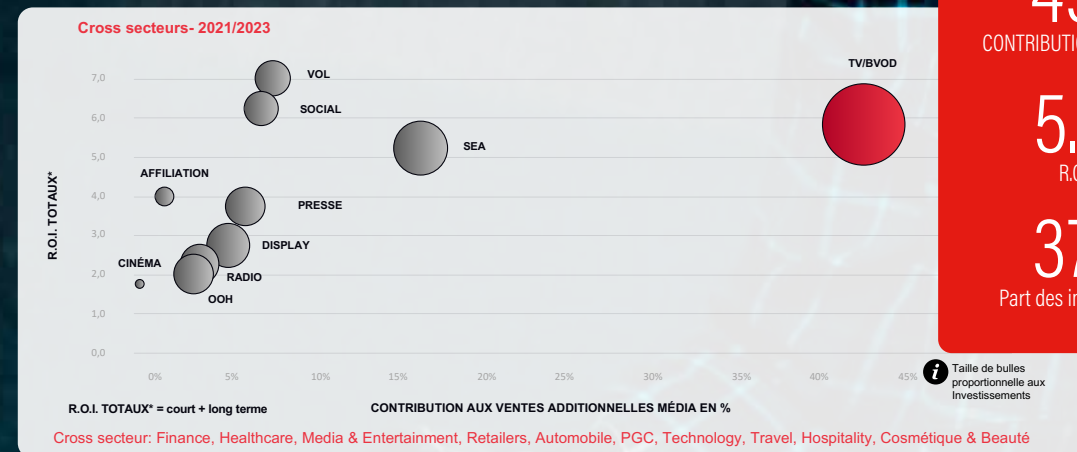 Cross secteurs- 2021/2023
CONTRIBUTI
5.
R.O
37
Part des in
TV/BVOD
VOL
SOCIAL
SEA
AFFILIATION
PRESSE
DISPLAY
CINÉMA
RADIO
OOH
R.O.I. TOTAUX*
7,0
6,0
5,0
4,0
3,0
2,0
1,0
0,0
0% 5% 10% 15% 20% 25% 30% 35% 40% 45%
i
Taille de bulles
proportionnelle aux
Investissements
R.O.I. TOTAUX* = court + long terme
CONTRIBUTION AUX VENTES ADDITIONNELLES MÉDIA EN %
Cross secteur: Finance, Healthcare, Media & Entertainment, Retailers, Automobile, PGC, Technology, Travel, Hospitality, Cosmétique & Beauté